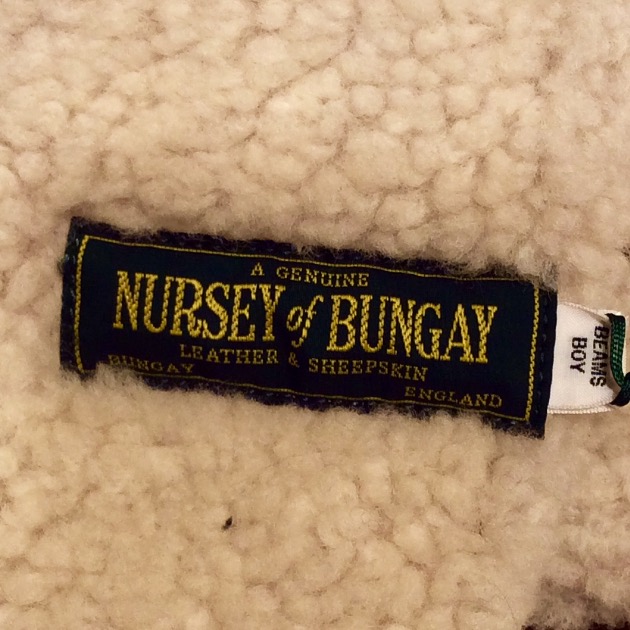 A GENUINE
NURSEY of BUNGAY
LEATHER & SHEEPSKIN
BUNGAY
ENGLAND
BEAMS
BOY